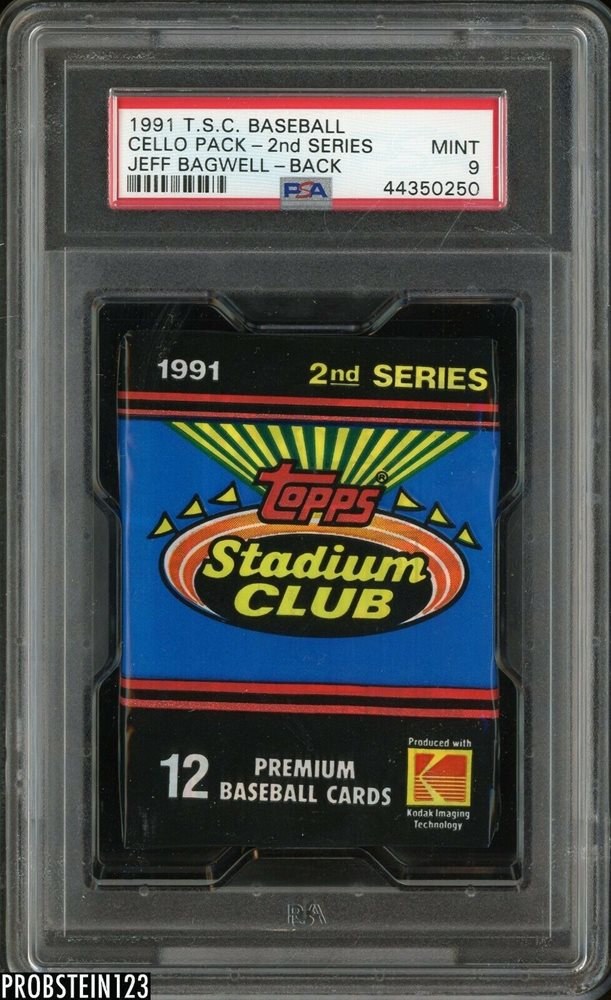 1991 T.S.C. BASEBALL
CELLO PACK - 2nd SERIES MINT
JEFF BAGWELL - BACK 9
PSA 44350250
1991 2nd SERIES
Topps®
Stadium
CLUB
12 PREMIUM
BASEBALL CARDS
Produced with
Kodak Imaging
Technology
PSA
PROBSTEIN123